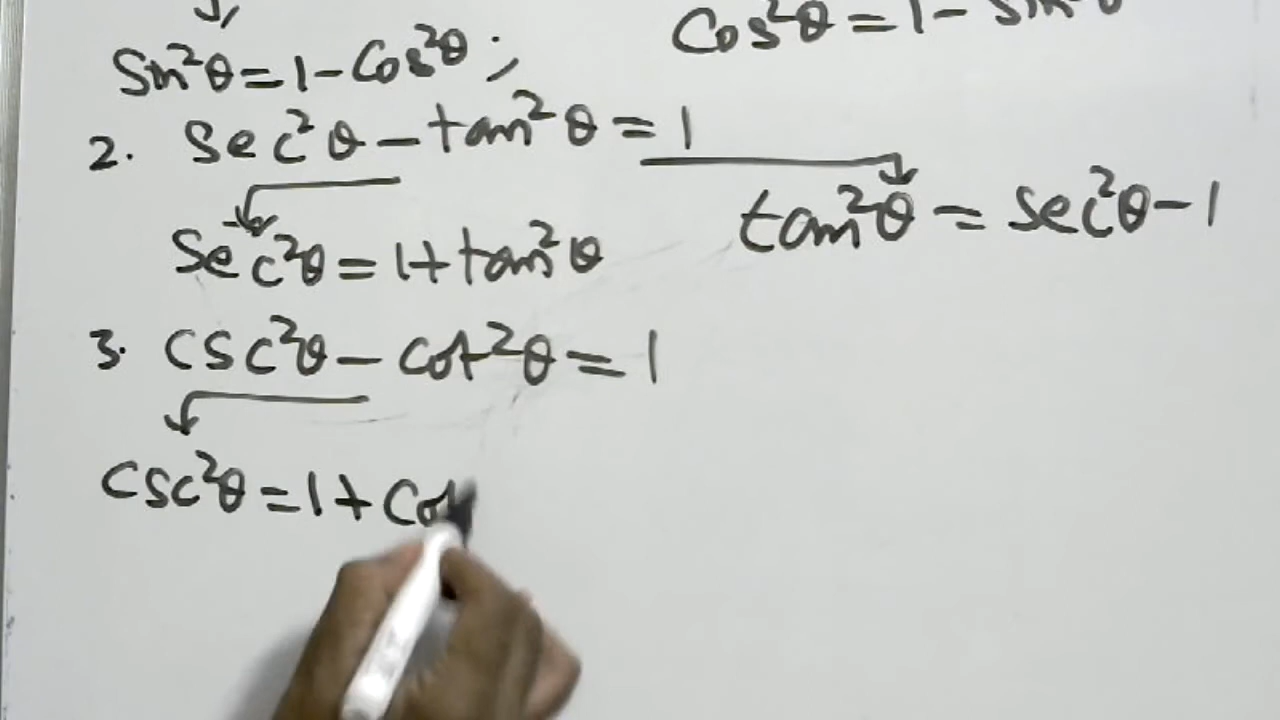 Sin²θ = 1 - Cos²θ ;
Cos²θ = 1 - Sin²θ
2. Sec²θ - tan²θ = 1
Sec²θ = 1 + tan²θ
tan²θ = Sec²θ - 1
3. CSC²θ - Cot²θ = 1
CSC²θ = 1 + Cot